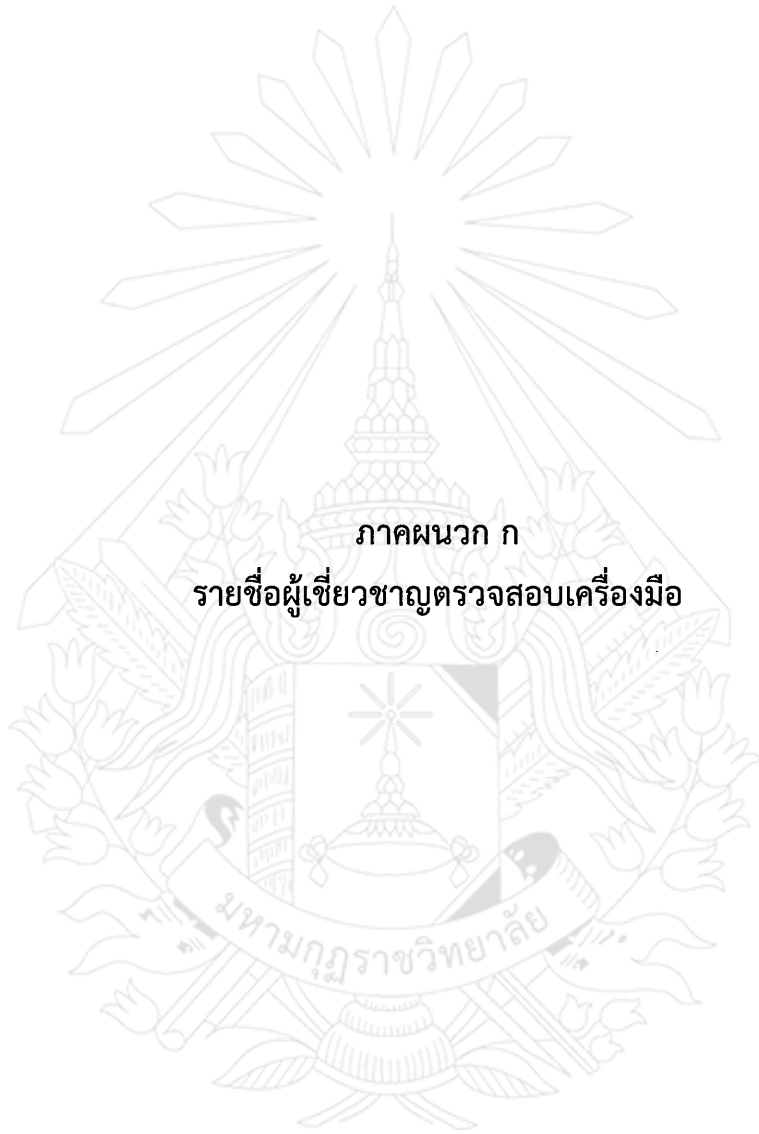 ภาคผนวก ก
รายชื่อผู้เชี่ยวชาญตรวจสอบเครื่องมือ
มหามกุฏราชวิทยาลัย